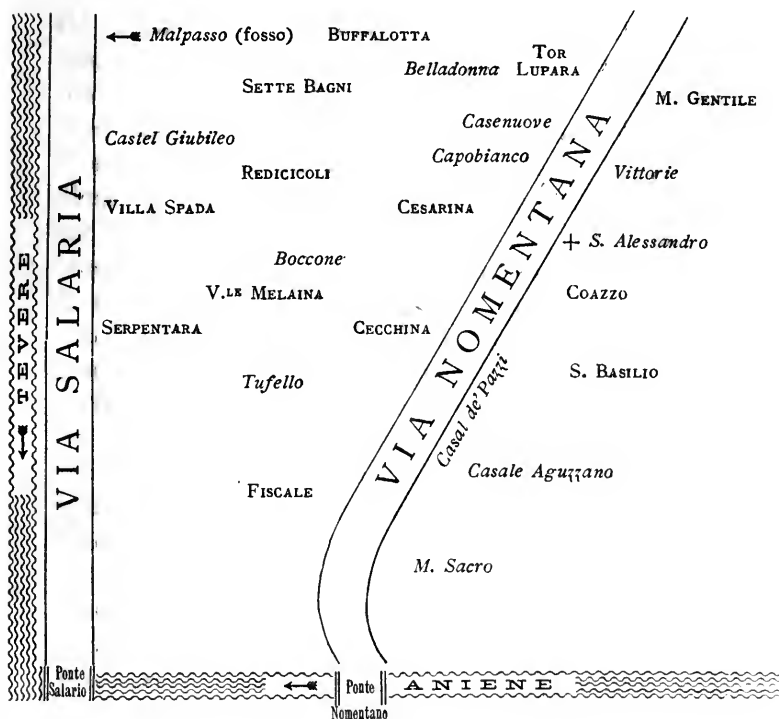 Malpasso (fosso)
BUFFALOTTA
TOR
LUPARA
Belladonna
SETTE BAGNI
M. GENTILE
Casenuove
Castel Giubileo
Capobianco
REDICICOLI
Vittorie
VILLA SPADA
CESARINA
S. Alessandro
Boccone
V.LE MELAINA
COAZZO
SERPENTARA
CECCHINA
TEVERE
VIA SALARIA
VIA NOMENTANA
S. BASILIO
Tufello
Casal de' Pazzi
Casale Aguzzano
FISCALE
M. Sacro
Ponte
Salario
Ponte
Nomentano
ANIENE